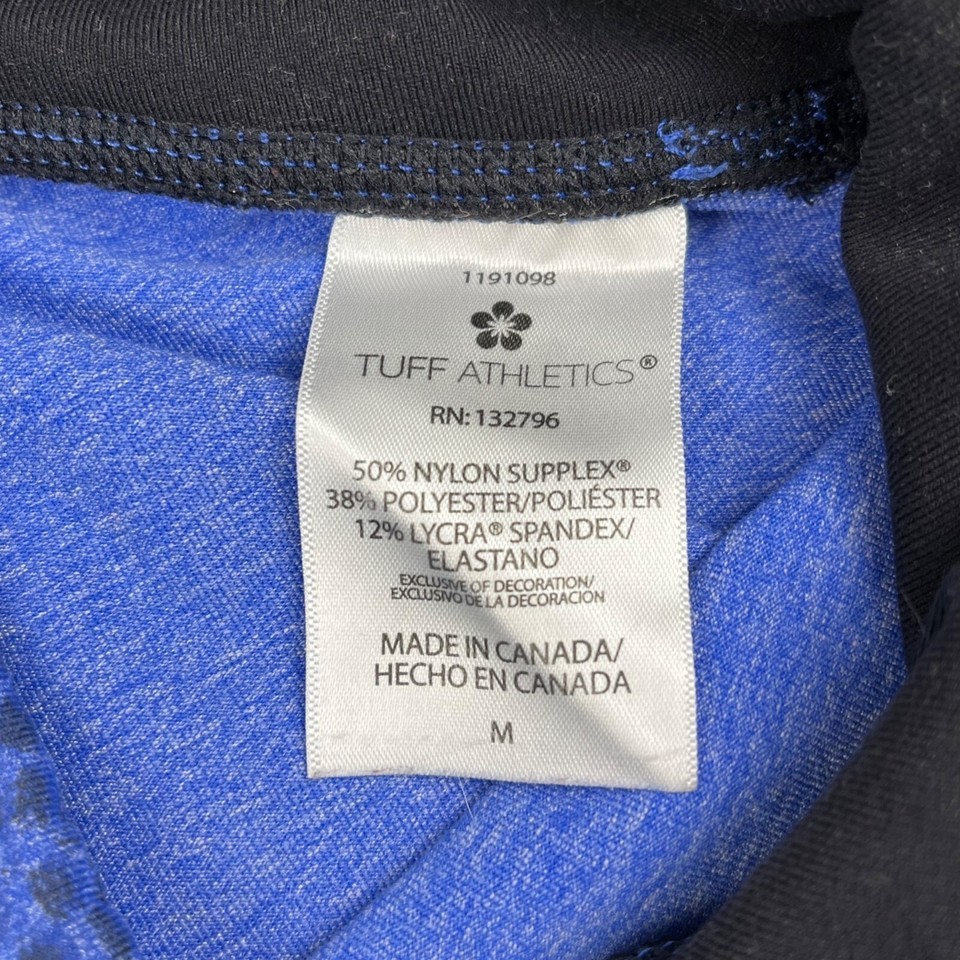 1191098
TUFF ATHLETICS®
RN: 132796
50% NYLON SUPPLEX®
38% POLYESTER/POLIÉSTER
12% LYCRA® SPANDEX/
ELASTANO
EXCLUSIVE OF DECORATION/
EXCLUSIVO DE LA DECORACION
MADE IN CANADA/
HECHO EN CANADA
M